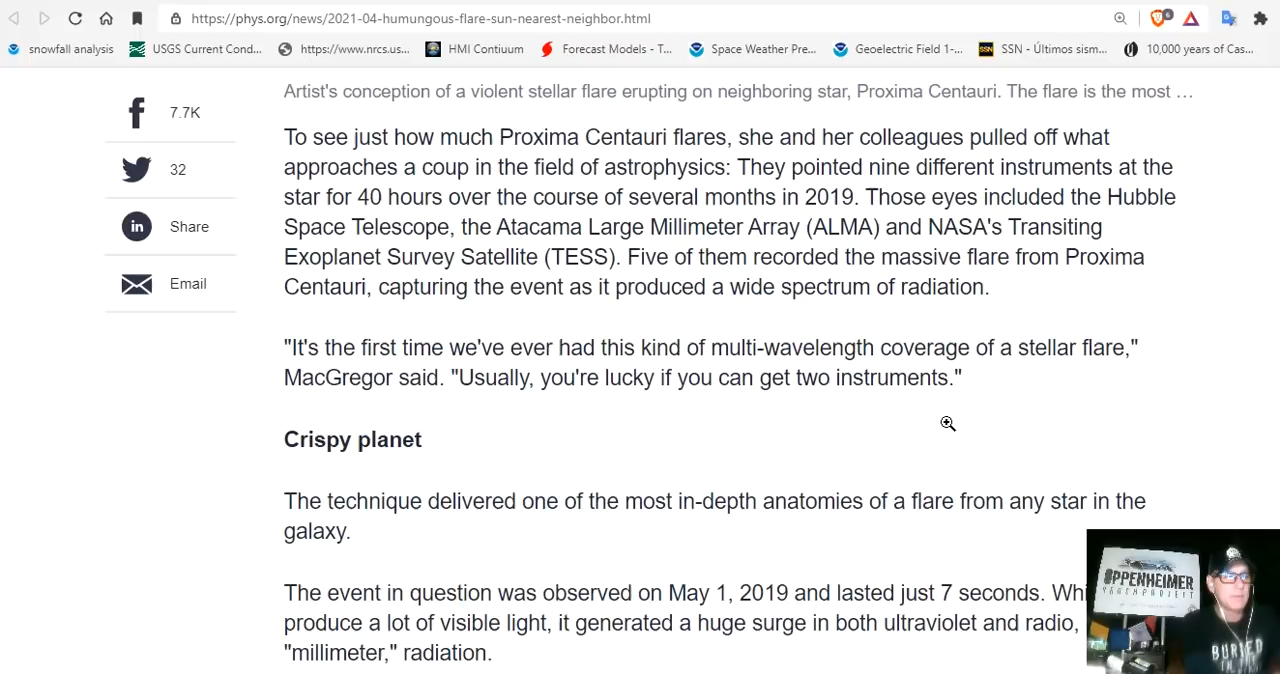 https://phys.org/news/2021-04-humungous-flare-sun-nearest-neighbor.html
6
snowfall analysis
USGS Current Cond...
https://www.nrcs.us...
HMI Contiuum
Forecast Models - T...
Space Weather Pre...
Geoelectric Field 1-...
SSN
SSN - Últimos sism...
10,000 years of Cas...
Artist's conception of a violent stellar flare erupting on neighboring star, Proxima Centauri. The flare is the most …
7.7K
32
in Share
Email
To see just how much Proxima Centauri flares, she and her colleagues pulled off what
approaches a coup in the field of astrophysics: They pointed nine different instruments at the
star for 40 hours over the course of several months in 2019. Those eyes included the Hubble
Space Telescope, the Atacama Large Millimeter Array (ALMA) and NASA's Transiting
Exoplanet Survey Satellite (TESS). Five of them recorded the massive flare from Proxima
Centauri, capturing the event as it produced a wide spectrum of radiation.
"It's the first time we've ever had this kind of multi-wavelength coverage of a stellar flare,"
MacGregor said. "Usually, you're lucky if you can get two instruments."
Crispy planet
The technique delivered one of the most in-depth anatomies of a flare from any star in the
galaxy.
The event in question was observed on May 1, 2019 and lasted just 7 seconds. Whi
produce a lot of visible light, it generated a huge surge in both ultraviolet and radio,
"millimeter," radiation.
OPPENHEIMER
RANCH PROJECT
BURIED